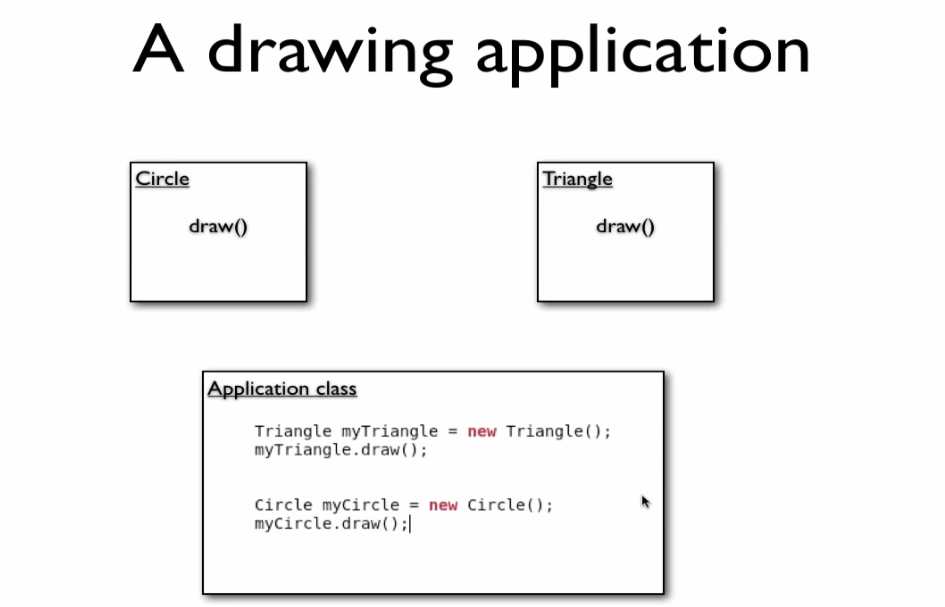 A drawing application
Circle
draw()
Triangle
draw()
Application class
Triangle myTriangle = new Triangle();
myTriangle.draw();
Circle myCircle = new Circle();
myCircle.draw();